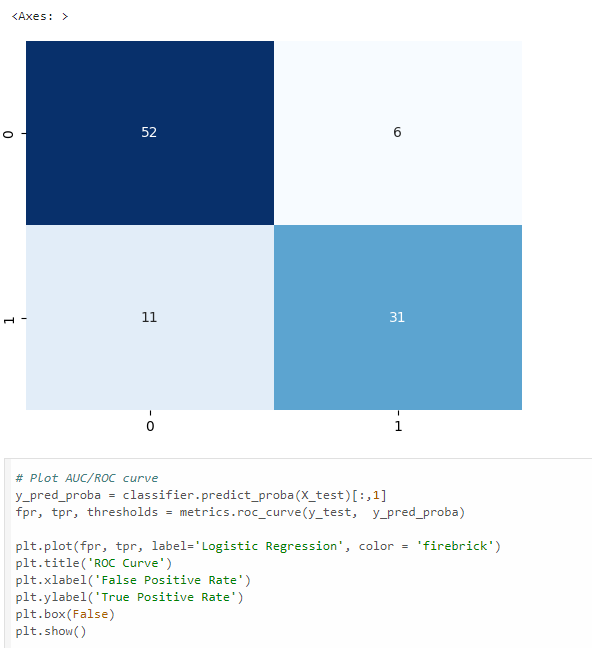 <Axes: >
0
52
6
1
11
31
0
1
# Plot AUC/ROC curve
y_pred_proba = classifier.predict_proba(X_test)[:,1]
fpr, tpr, thresholds = metrics.roc_curve(y_test,  y_pred_proba)
plt.plot(fpr, tpr, label='Logistic Regression', color = 'firebrick')
plt.title('ROC Curve')
plt.xlabel('False Positive Rate')
plt.ylabel('True Positive Rate')
plt.box(False)
plt.show()